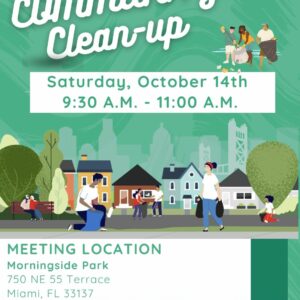 Community
Clean-up
Saturday, October 14th
9:30 A.M. - 11:00 A.M.
MEETING LOCATION
Morningside Park
750 NE 55 Terrace
Miami, FL 33137